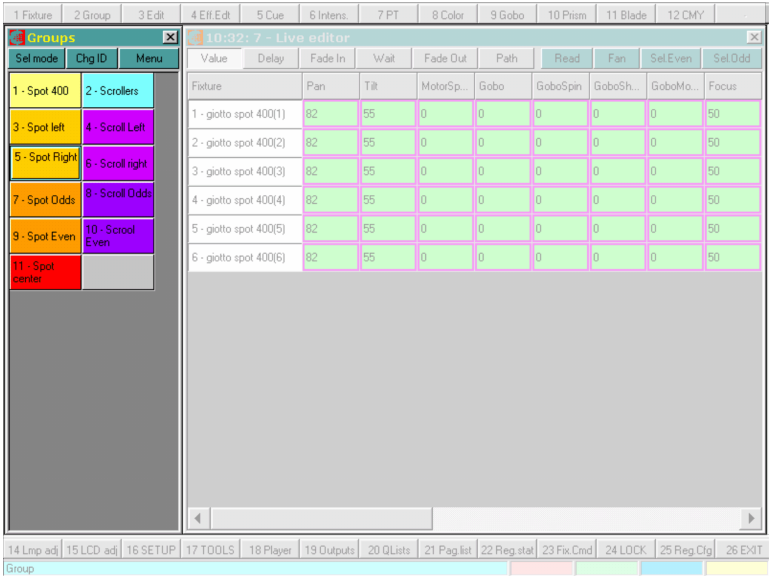 1 Fixture 2 Group 3 Edit 4 Eff.Edt 5 Cue 6 Intens. 7 PT 8 Color 9 Gobo 10 Prism 11 Blade 12 CMY
Groups
Sel mode Chg ID Menu
1 - Spot 400 2 - Scrollers
3 - Spot left 4 - Scroll Left
5 - Spot Right 6 - Scroll right
7 - Spot Odds 8 - Scroll Odds
9 - Spot Even 10 - Scrool
Even
11 - Spot
center
10:32: 7 - Live editor
Value Delay Fade In Wait Fade Out Path Read Fan Sel.Even Sel.Odd
Fixture Pan Tilt MotorSp... Gobo GoboSpin GoboSh... GoboMo... Focus
1 - giotto spot 400(1) 82 55 0 0 0 0 0 50
2 - giotto spot 400(2) 82 55 0 0 0 0 0 50
3 - giotto spot 400(3) 82 55 0 0 0 0 0 50
4 - giotto spot 400(4) 82 55 0 0 0 0 0 50
5 - giotto spot 400(5) 82 55 0 0 0 0 0 50
6 - giotto spot 400(6) 82 55 0 0 0 0 0 50
14 Lmp adj 15 LCD adj 16 SETUP 17 TOOLS 18 Player 19 Outputs 20 QLists 21 Pag.list 22 Reg.stat 23 Fix.Cmd 24 LOCK 25 Reg.Cfg 26 EXIT
Group